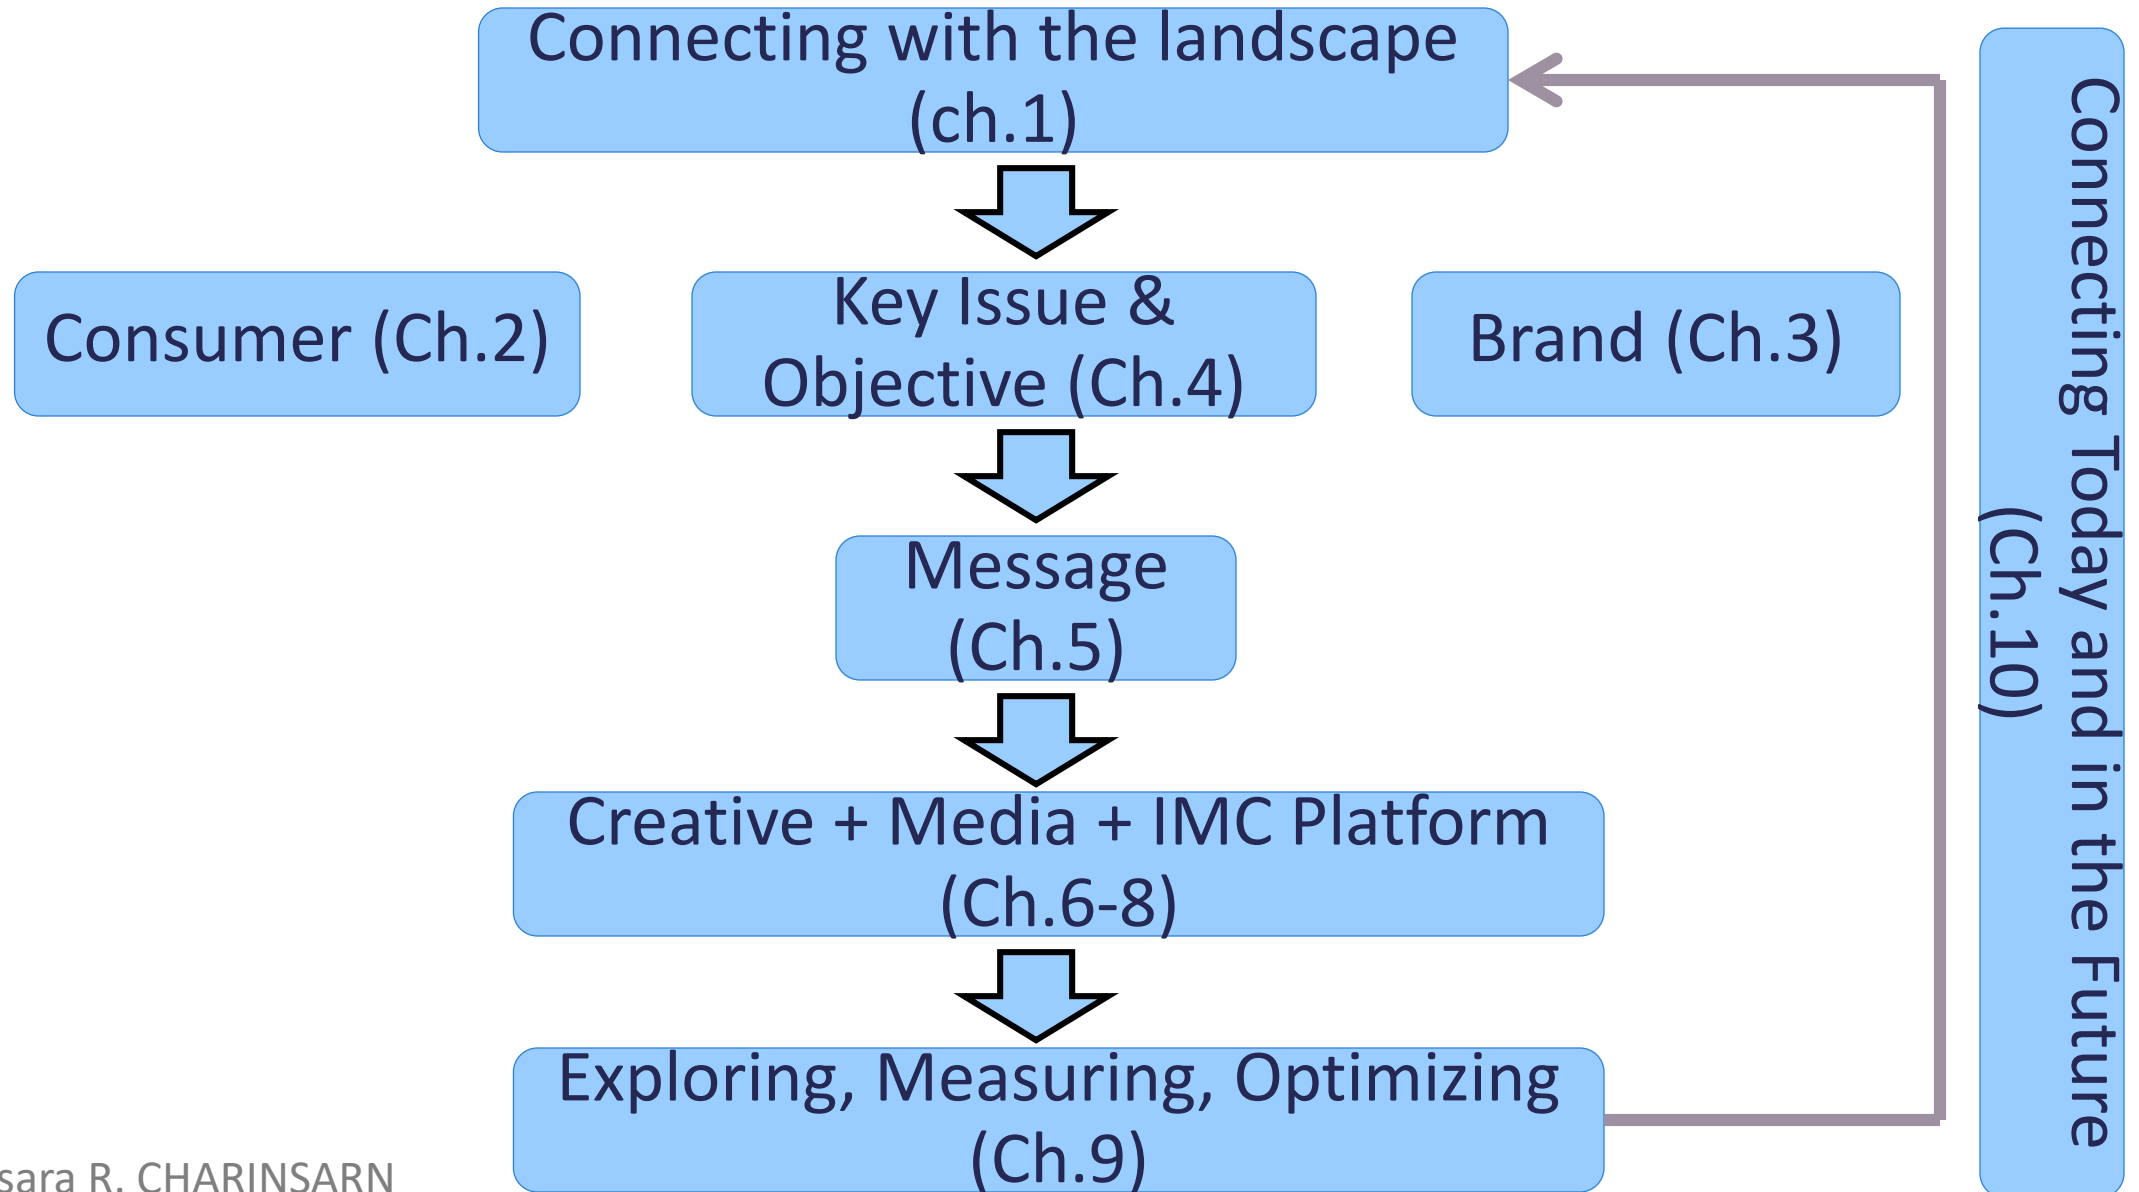 Connecting with the landscape
(ch.1)
Consumer (Ch.2)
Key Issue &
Objective (Ch.4)
Brand (Ch.3)
Message
(Ch.5)
Creative + Media + IMC Platform
(Ch.6-8)
Exploring, Measuring, Optimizing
(Ch.9)
Connecting Today and in the Future
(Ch.10)
R. CHARINSARN